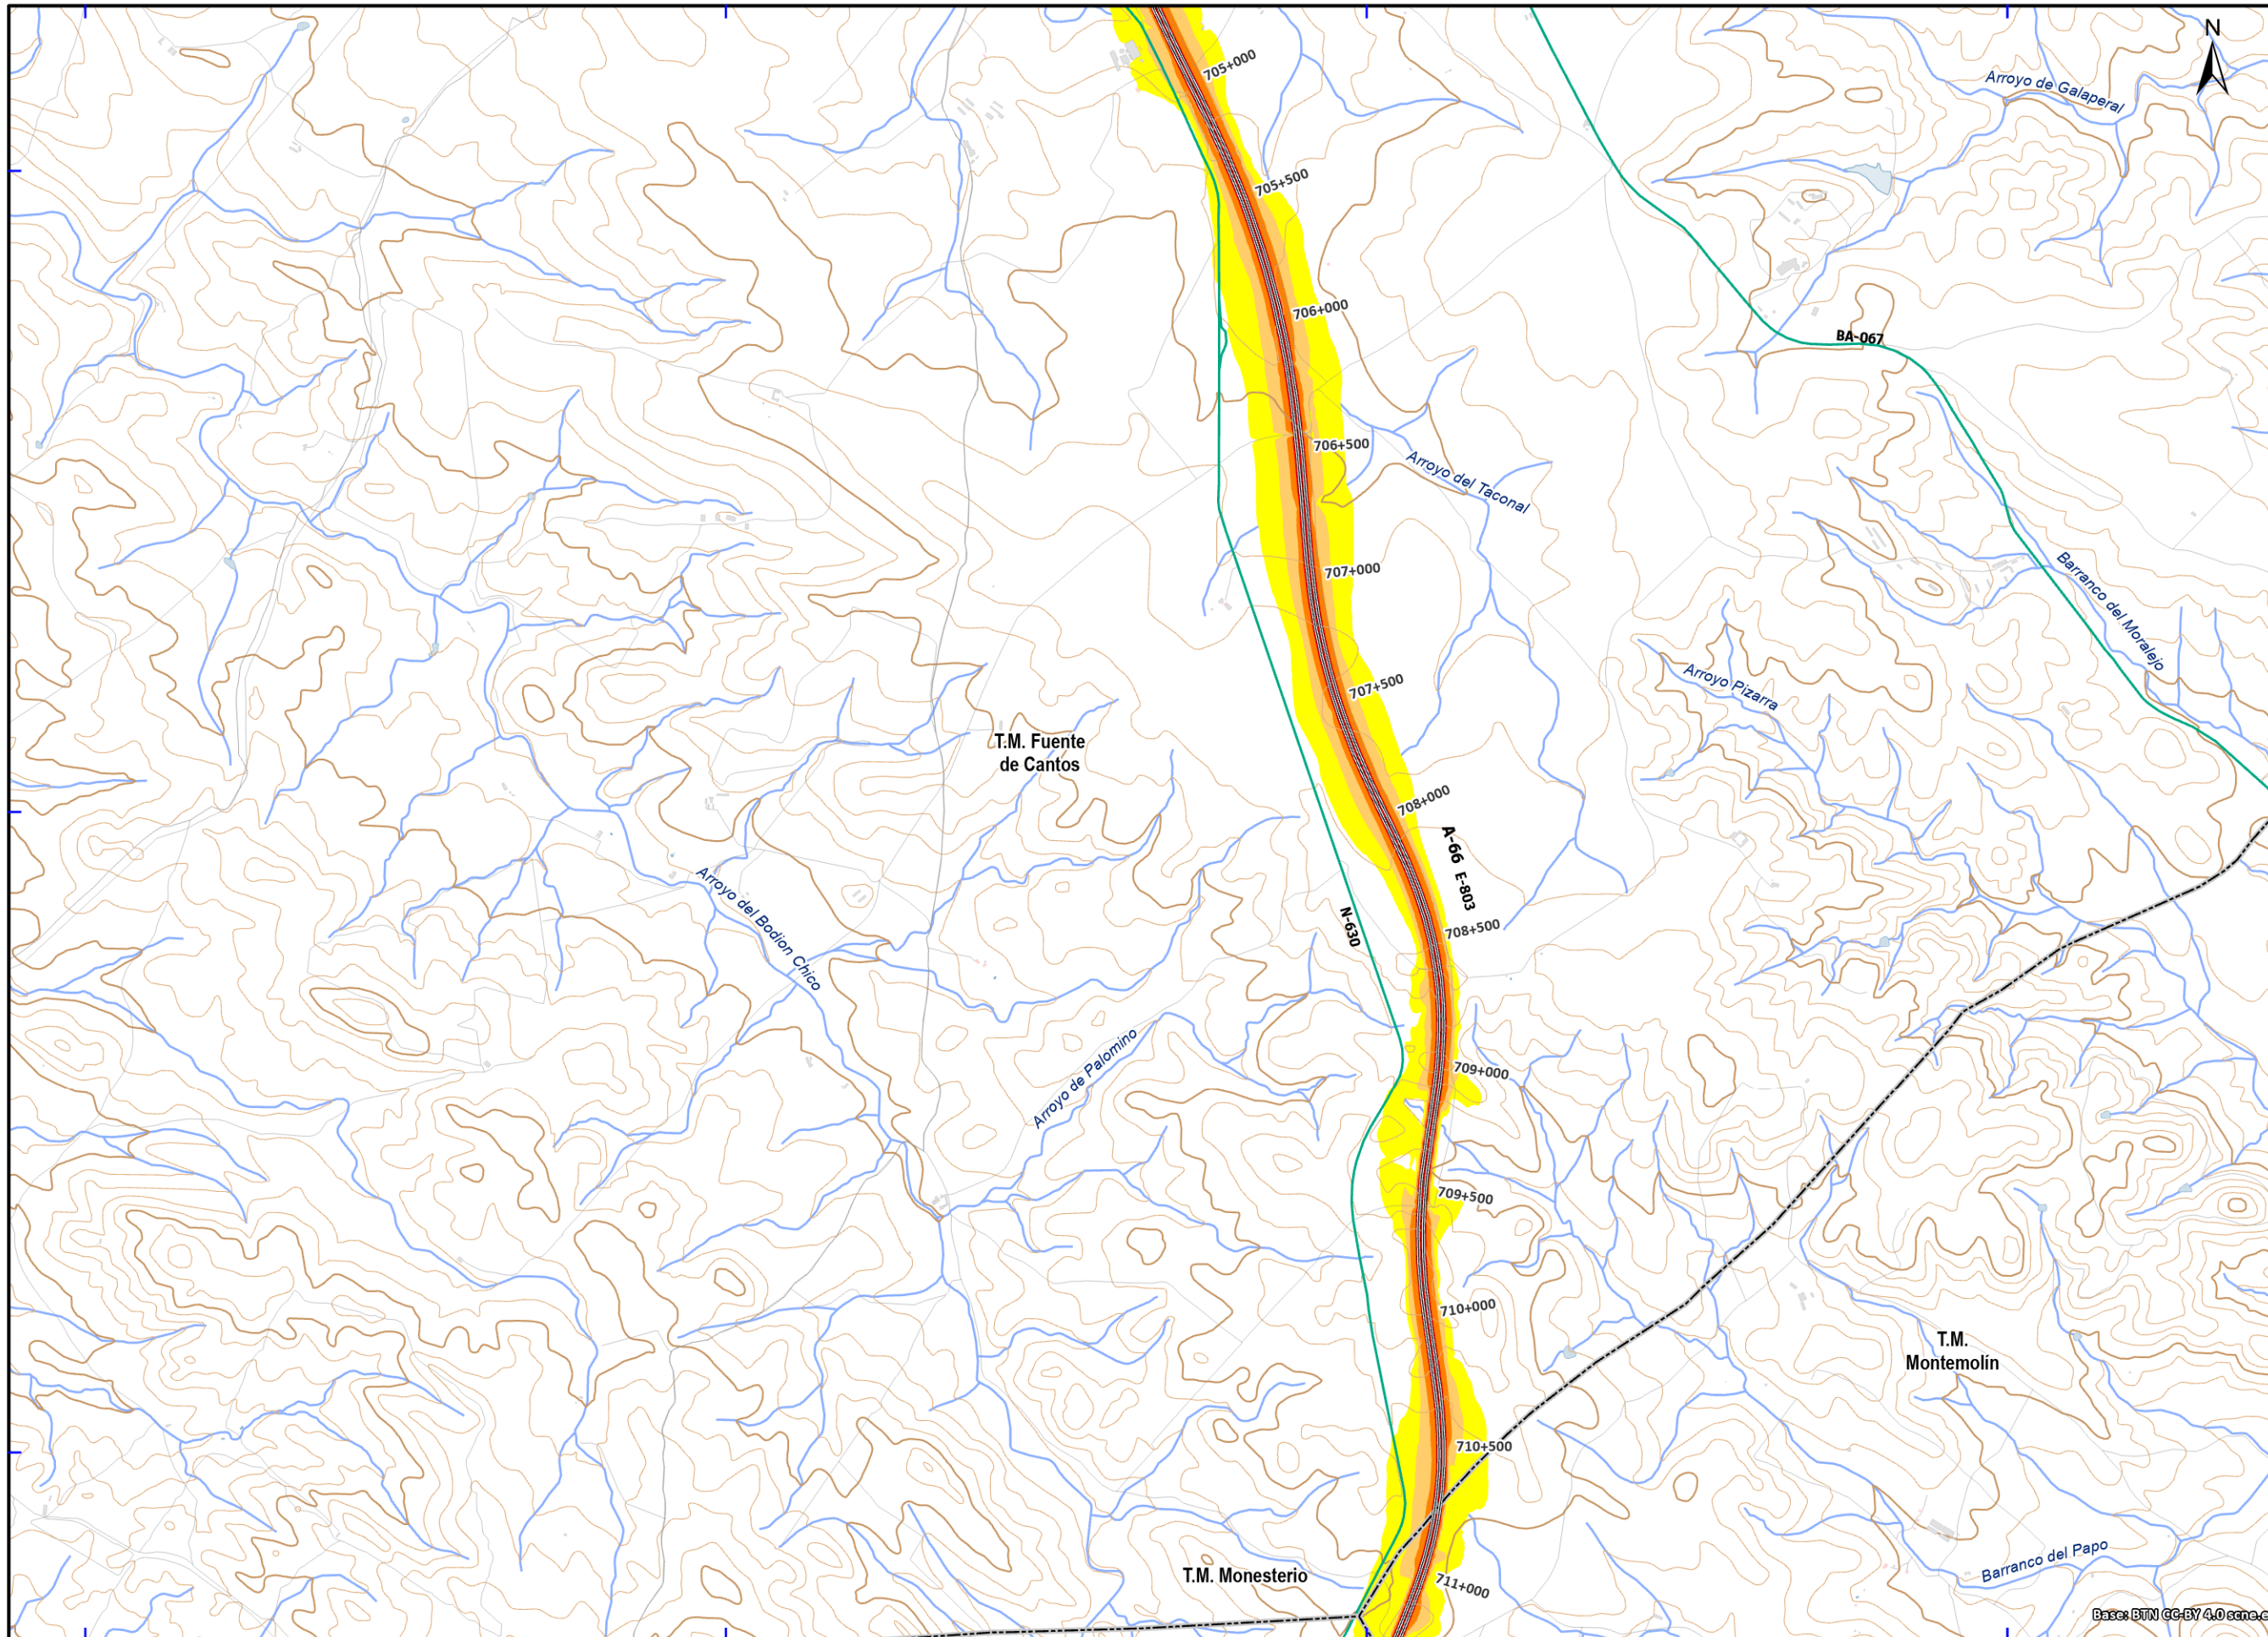 N
705+000
Arroyo de Galaperal
705+500
706+000
BA-067
706+500
Arroyo del Taconal
707+000
Barranco del Moralejo
707+500
Arroyo Pizarra
T.M. Fuente
de Cantos
708+000
A-66 E-803
Arroyo del Bodion Chico
N-630
708+500
Arroyo de Palomino
709+000
709+500
710+000
T.M.
Montemolín
710+500
T.M. Monesterio
711+000
Barranco del Papo
Base: BTN CC-BY 4.0 scne.e